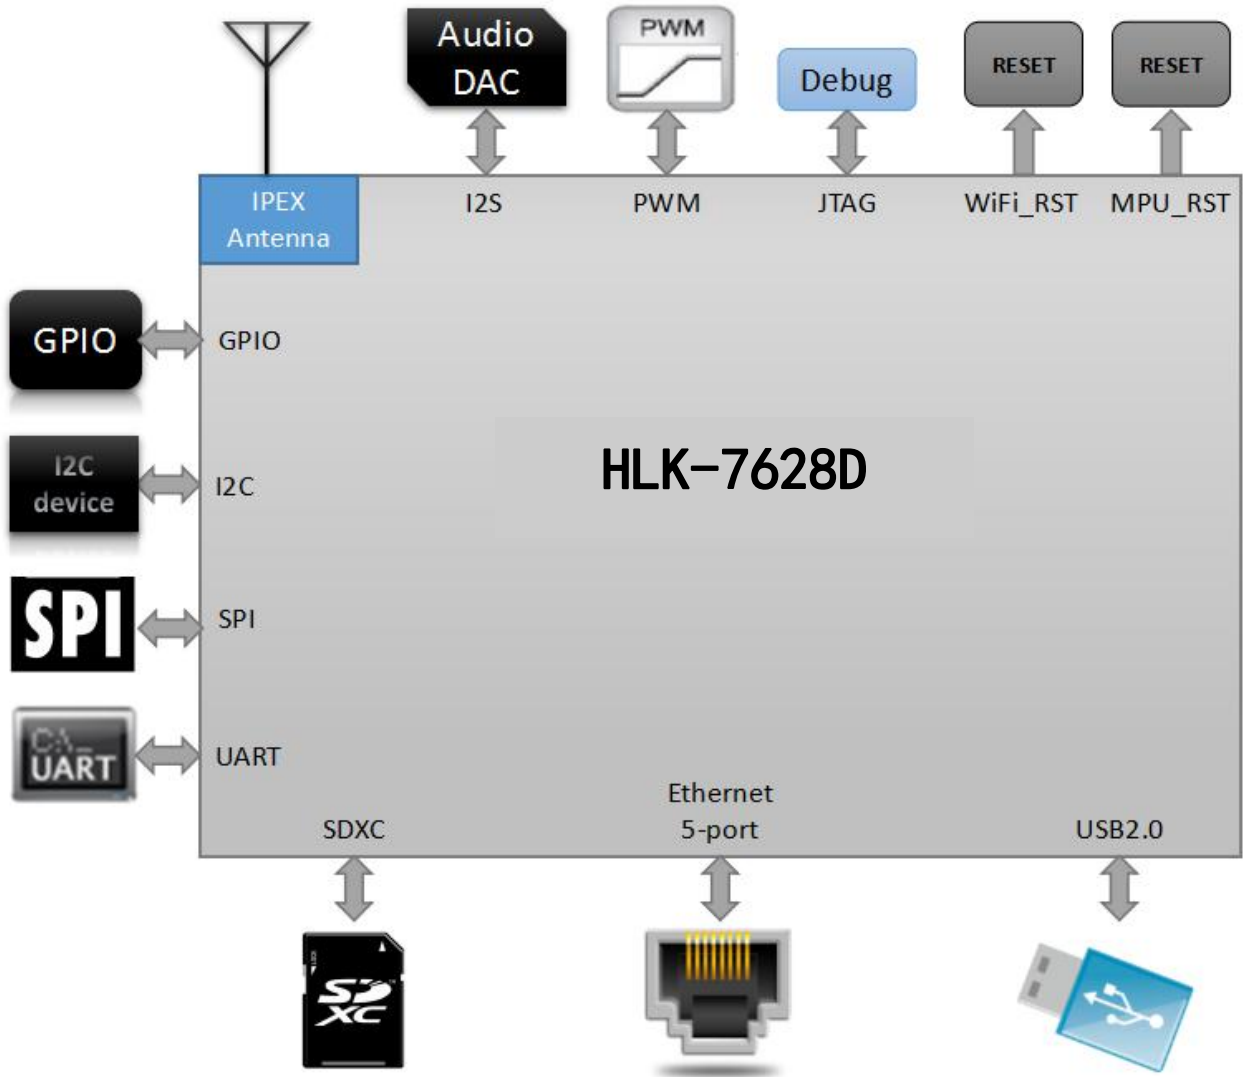 Audio
DAC
PWM
Debug
RESET
RESET
IPEX
Antenna
I2S
PWM
JTAG
WiFi_RST
MPU_RST
GPIO
GPIO
I2C
device
I2C
HLK-7628D
SPI
SPI
C:\_
UART
UART
SDXC
Ethernet
5-port
USB2.0
SD
XC